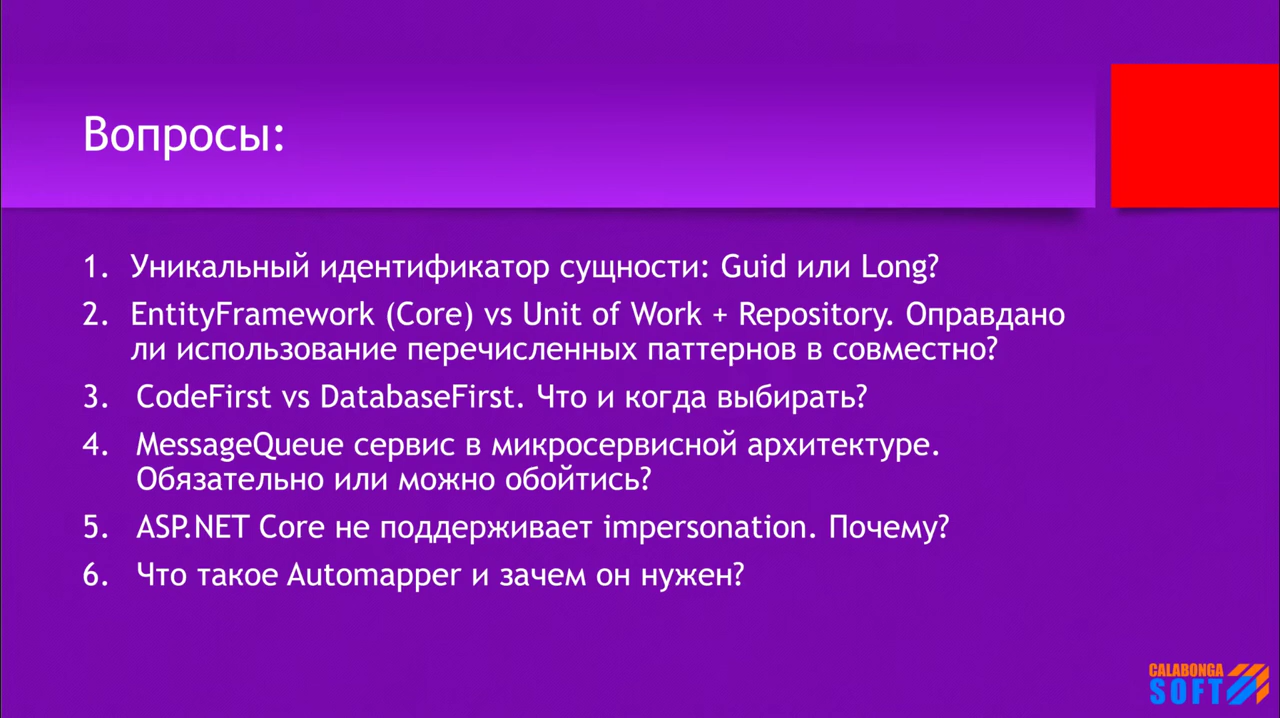 Вопросы:
1. Уникальный идентификатор сущности: Guid или Long?
2. EntityFramework (Core) vs Unit of Work + Repository. Оправдано
ли использование перечисленных паттернов в совместно?
3. CodeFirst vs DatabaseFirst. Что и когда выбирать?
4. MessageQueue сервис в микросервисной архитектуре.
Обязательно или можно обойтись?
5. ASP.NET Core не поддерживает impersonation. Почему?
6. Что такое Automapper и зачем он нужен?
CALABONGA
SOFT